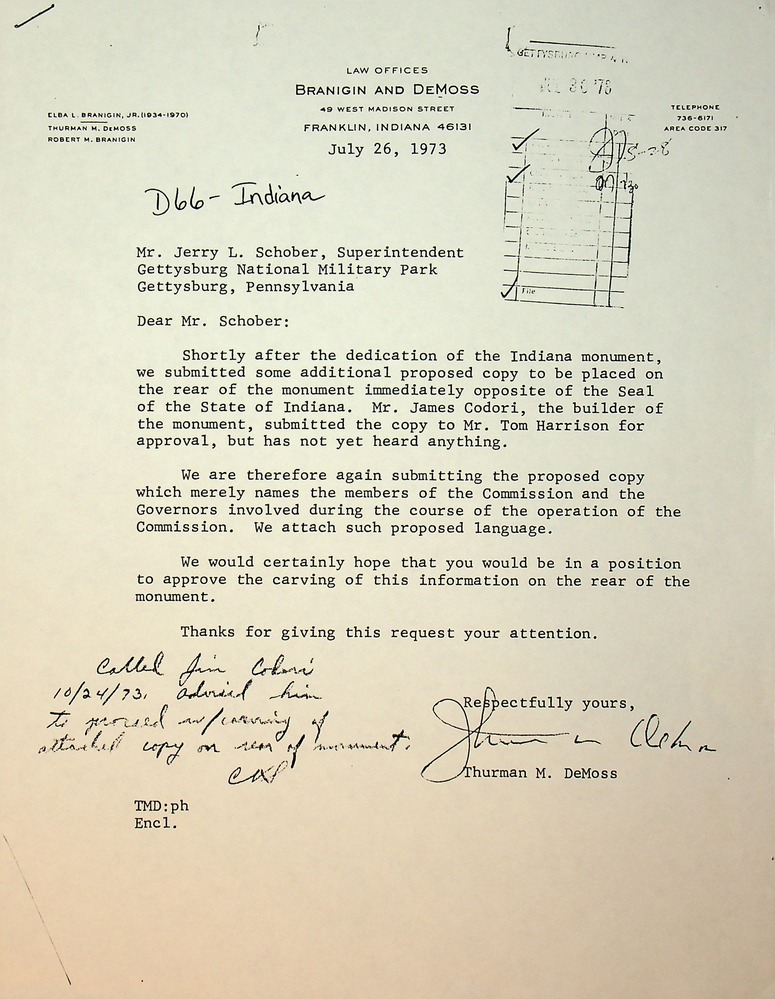 GETTYSBURG
LAW OFFICES
BRANIGIN AND DEMOSS
49 WEST MADISON STREET
FRANKLIN, INDIANA 46131
ELBA L. BRANIGIN, JR. (1934-1970)
THURMAN M. DEMOSS
ROBERT M. BRANIGIN
TELEPHONE
736-6171
AREA CODE 317
July 26, 1973
D66- Indiana
File
Mr. Jerry L. Schober, Superintendent
Gettysburg National Military Park
Gettysburg, Pennsylvania
Dear Mr. Schober:
Shortly after the dedication of the Indiana monument,
we submitted some additional proposed copy to be placed on
the rear of the monument immediately opposite of the Seal
of the State of Indiana. Mr. James Codori, the builder of
the monument, submitted the copy to Mr. Tom Harrison for
approval, but has not yet heard anything.
We are therefore again submitting the proposed copy
which merely names the members of the Commission and the
Governors involved during the course of the operation of the
Commission. We attach such proposed language.
We would certainly hope that you would be in a position
to approve the carving of this information on the rear of the
monument.
Thanks for giving this request your attention.
Called Jim Codori
10/24/73, advised him
to proceed w/carving of
attached copy on rear of monument.
Respectfully yours,
Thurman M. DeMoss
TMD:ph
Encl.